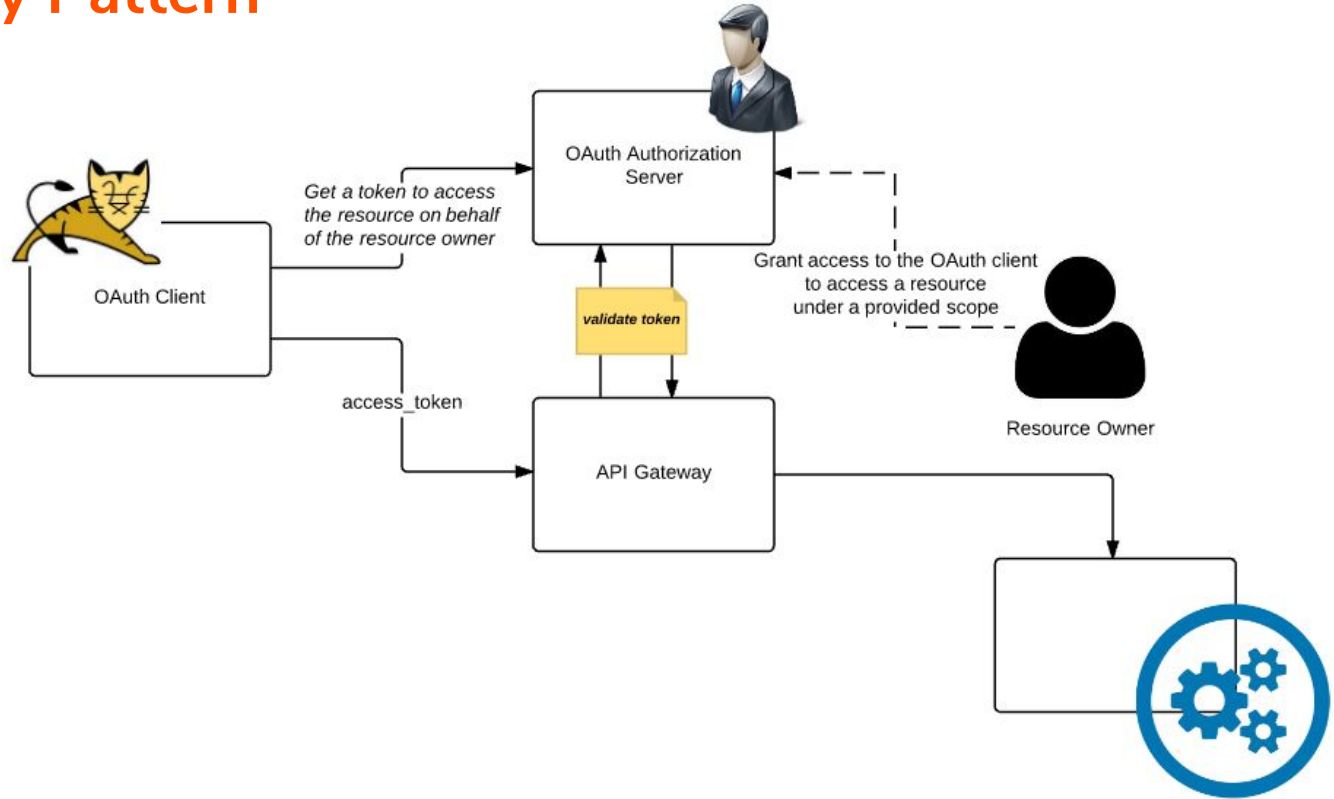 y Pattern
OAuth Authorization
Server
Get a token to access
the resource on behalf
of the resource owner
OAuth Client
Grant access to the OAuth client
to access a resource
under a provided scope
validate token
access_token
Resource Owner
API Gateway